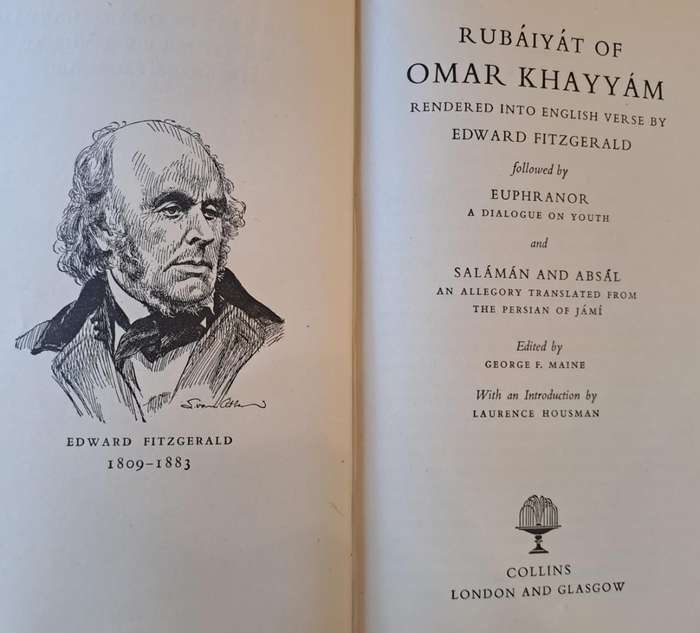 EDWARD FITZGERALD
1809–1883
RUBÁIYÁT OF
OMAR KHAYYÁM
RENDERED INTO ENGLISH VERSE BY
EDWARD FITZGERALD
followed by
EUPHRANOR
A DIALOGUE ON YOUTH
and
SALÁMÁN AND ABSÁL
AN ALLEGORY TRANSLATED FROM
THE PERSIAN OF JÁMÍ
Edited by
GEORGE F. MAINE
With an Introduction by
LAURENCE HOUSMAN
COLLINS
LONDON AND GLASGOW